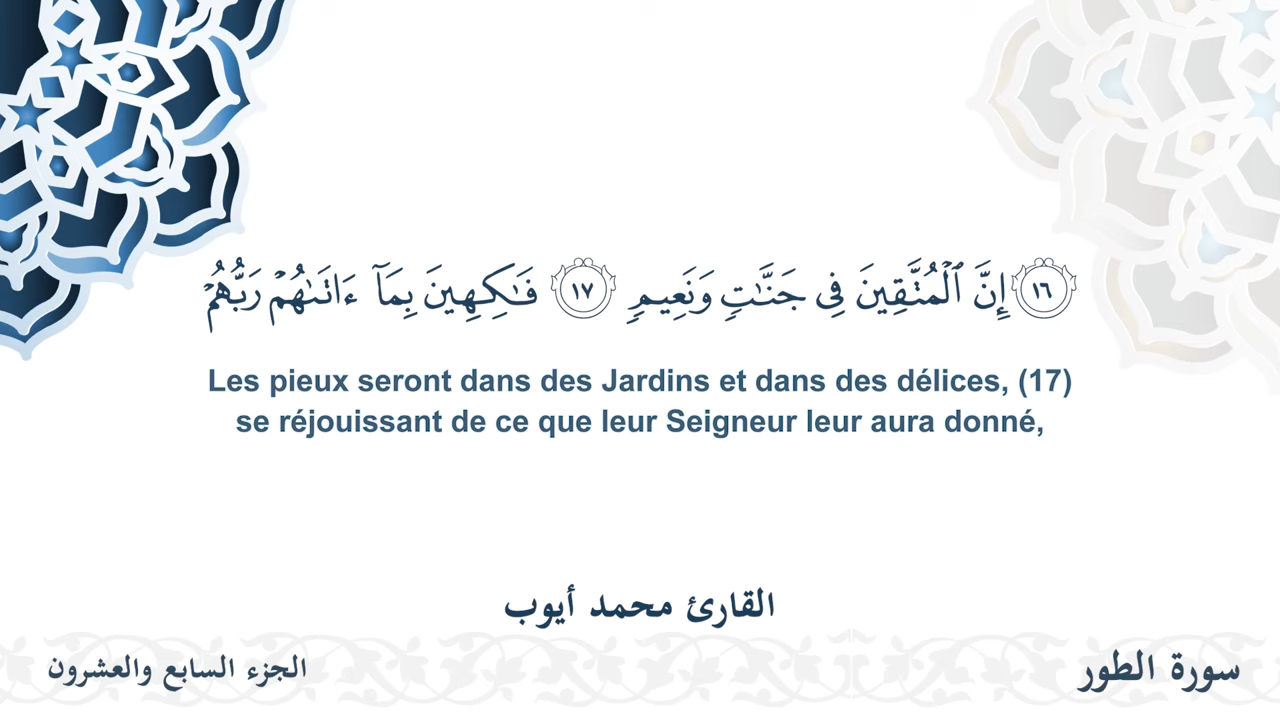 ١٦ إِنَّ ٱلْمُتَّقِينَ فِى جَنَّـٰتٍ وَنَعِيمٍ ١٧ فَـٰكِهِينَ بِمَآ ءَاتَىٰهُمْ رَبُّهُمْ
Les pieux seront dans des Jardins et dans des délices, (17)
se réjouissant de ce que leur Seigneur leur aura donné,
القارئ محمد أيوب
سورة الطور
الجزء السابع والعشرون